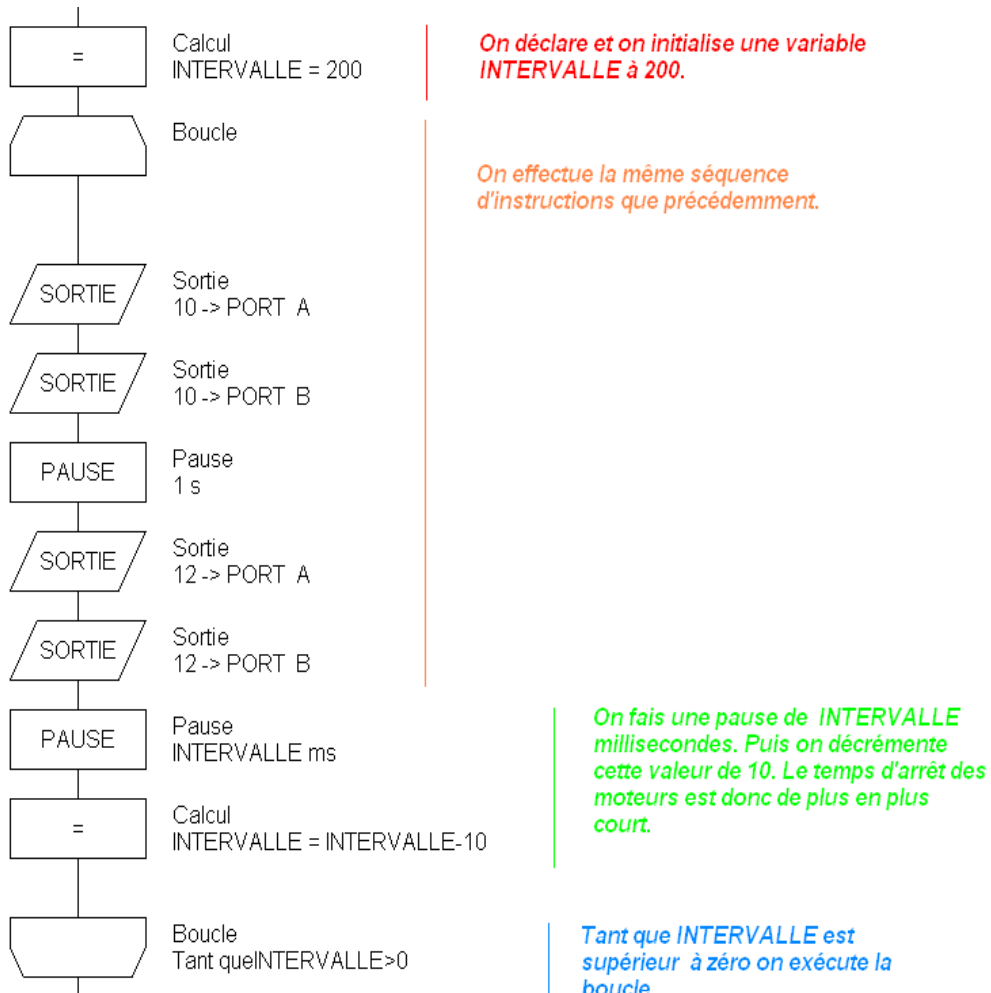 =
Calcul
INTERVALLE = 200
On déclare et on initialise une variable
INTERVALLE à 200.
Boucle
On effectue la même séquence
d'instructions que précédemment.
SORTIE
Sortie
10 -> PORT A
SORTIE
Sortie
10 -> PORT B
PAUSE
Pause
1 s
SORTIE
Sortie
12 -> PORT A
SORTIE
Sortie
12 -> PORT B
PAUSE
Pause
INTERVALLE ms
On fais une pause de INTERVALLE
millisecondes. Puis on décrémente
cette valeur de 10. Le temps d'arrêt des
moteurs est donc de plus en plus
court.
=
Calcul
INTERVALLE = INTERVALLE-10
Boucle
Tant queINTERVALLE>0
Tant que INTERVALLE est
supérieur à zéro on exécute la
boucle